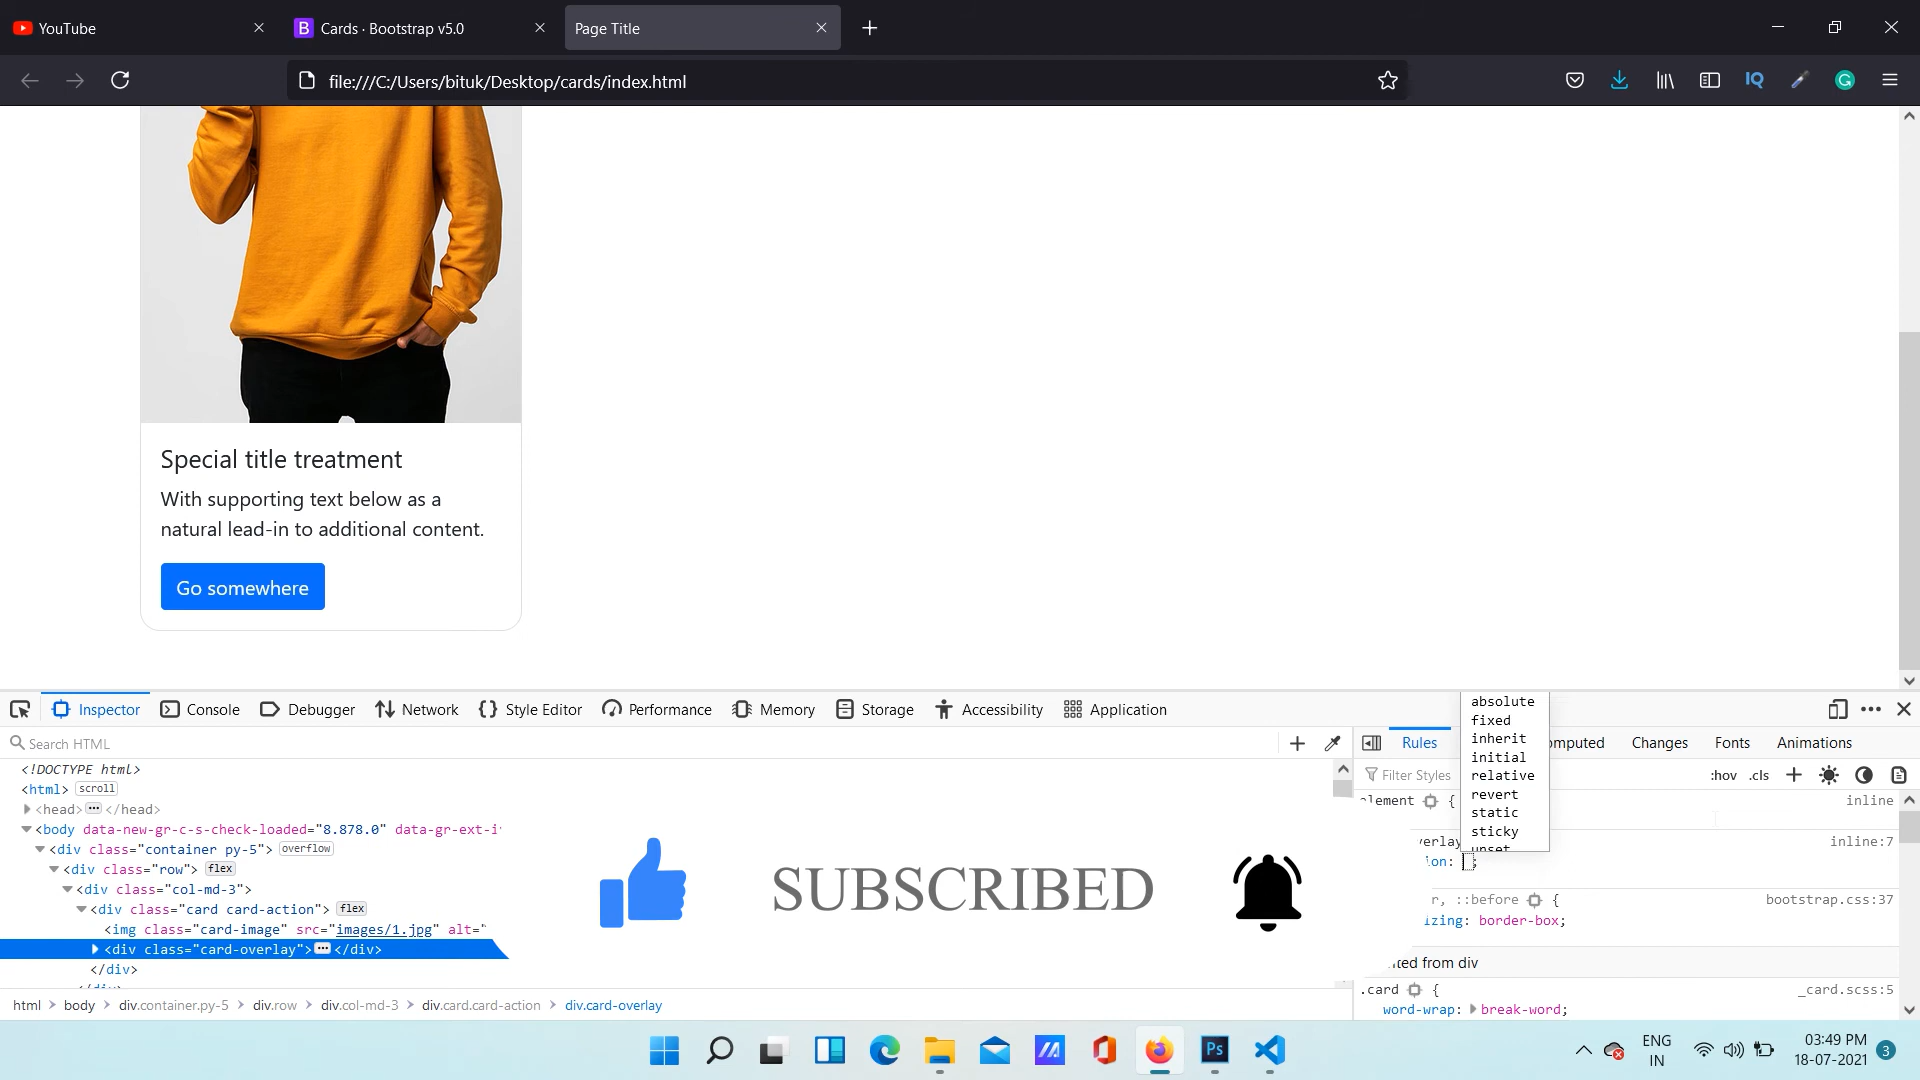 YouTube
Cards · Bootstrap v5.0
Page Title
file:///C:/Users/bituk/Desktop/cards/index.html
IQ
G
Special title treatment
With supporting text below as a
natural lead-in to additional content.
Go somewhere
Inspector
Console
Debugger
Network
Style Editor
Performance
Memory
Storage
Accessibility
Application
Search HTML
<!DOCTYPE html>
<html> scroll
<head> ••• </head>
<body data-new-gr-c-s-check-loaded="8.878.0" data-gr-ext-i
<div class="container py-5"> overflow
<div class="row"> flex
<div class="col-md-3">
<div class="card card-action"> flex
<img class="card-image" src="images/1.jpg" alt="
<div class="card-overlay"> ••• </div>
</div>
html > body > div.container.py-5 > div.row > div.col-md-3 > div.card.card-action > div.card-overlay
SUBSCRIBED
absolute
fixed
inherit
initial
relative
revert
static
sticky
unset
Rules
omputed
Changes
Fonts
Animations
Filter Styles
:hov .cls
element { inline
verlay inline:7
ion: ;
r, ::before { bootstrap.css:37
izing: border-box;
ted from div
.card { _card.scss:5
word-wrap: break-word;
Ps
ENG
IN
03:49 PM
18-07-2021
3